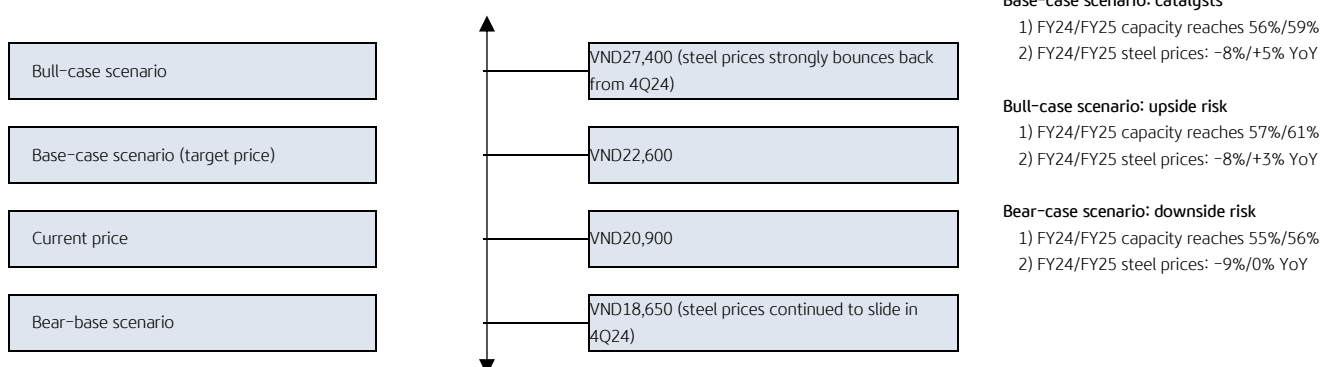 Bull-case scenario
Base-case scenario (target price)
Current price
Bear-base scenario
VND27,400 (steel prices strongly bounces back
from 4Q24)
VND22,600
VND20,900
VND18,650 (steel prices continued to slide in
4Q24)
Base-case scenario: catalysts
1) FY24/FY25 capacity reaches 56%/59%
2) FY24/FY25 steel prices: -8%/+5% YoY
Bull-case scenario: upside risk
1) FY24/FY25 capacity reaches 57%/61%
2) FY24/FY25 steel prices: -8%/+3% YoY
Bear-case scenario: downside risk
1) FY24/FY25 capacity reaches 55%/56%
2) FY24/FY25 steel prices: -9%/0% YoY